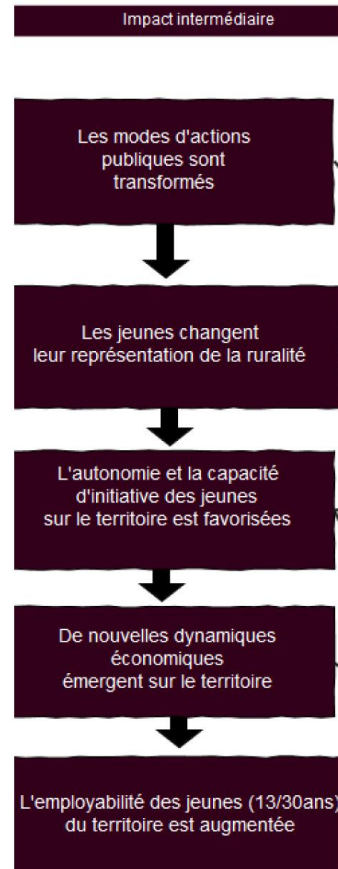 Impact intermédiaire
Les modes d'actions
publiques sont
transformés
Les jeunes changent
leur représentation de la ruralité
L'autonomie et la capacité
d'initiative des jeunes
sur le territoire est favorisées
De nouvelles dynamiques
économiques
émergent sur le territoire
L'employabilité des jeunes (13/30ans)
du territoire est augmentée